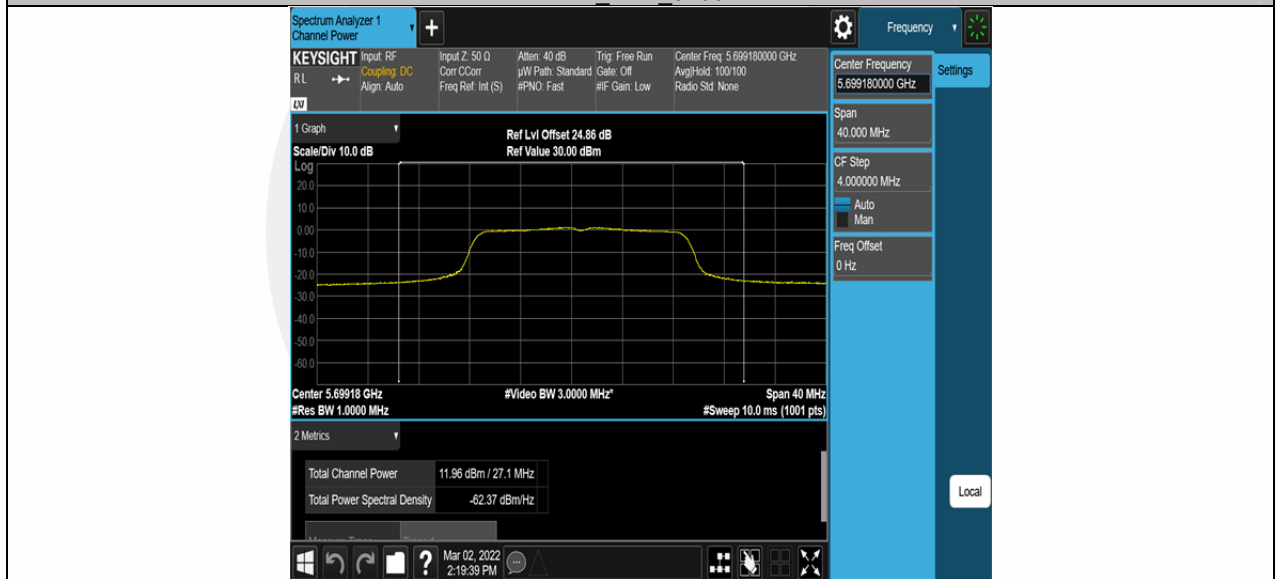 Spectrum Analyzer 1
Channel Power
+
Frequency
KEYSIGHT
RL
LXI
Input: RF
Coupling: DC
Align: Auto
Input Z: 50 Ω
Corr CCorr
Freq Ref: Int (S)
Atten: 40 dB
µW Path: Standard
#PNO: Fast
Trig: Free Run
Gate: Off
#IF Gain: Low
Center Freq: 5.699180000 GHz
Avg|Hold: 100/100
Radio Std: None
Center Frequency
5.699180000 GHz
Settings
Span
40.000 MHz
CF Step
4.000000 MHz
Auto
Man
Freq Offset
0 Hz
Local
1 Graph
Scale/Div 10.0 dB
Ref Lvl Offset 24.86 dB
Ref Value 30.00 dBm
Log
20.0
10.0
0.00
-10.0
-20.0
-30.0
-40.0
-50.0
-60.0
Center 5.69918 GHz
#Video BW 3.0000 MHz*
Span 40 MHz
#Res BW 1.0000 MHz
#Sweep 10.0 ms (1001 pts)
2 Metrics
Total Channel Power 11.96 dBm / 27.1 MHz
Total Power Spectral Density -62.37 dBm/Hz
?
Mar 02, 2022
2:19:39 PM